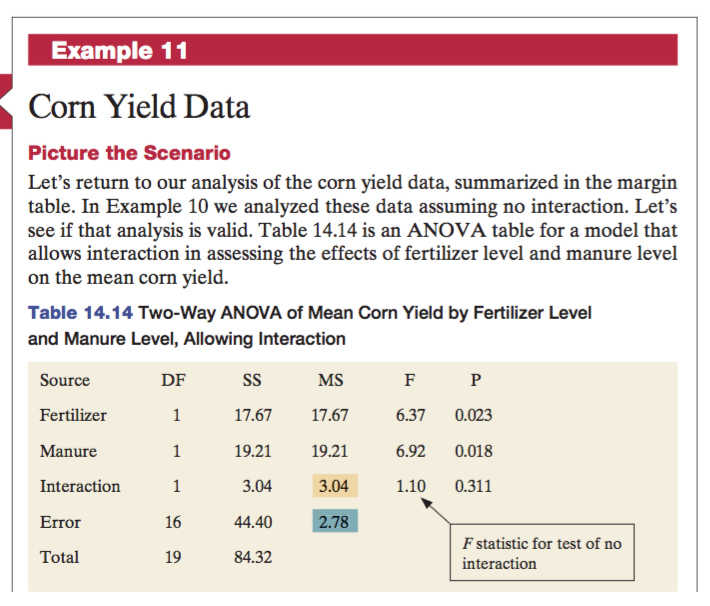 Example 11
Corn Yield Data
Picture the Scenario
Let's return to our analysis of the corn yield data, summarized in the margin
table. In Example 10 we analyzed these data assuming no interaction. Let's
see if that analysis is valid. Table 14.14 is an ANOVA table for a model that
allows interaction in assessing the effects of fertilizer level and manure level
on the mean corn yield.
Table 14.14 Two-Way ANOVA of Mean Corn Yield by Fertilizer Level
and Manure Level, Allowing Interaction
Source DF SS MS F P
Fertilizer 1 17.67 17.67 6.37 0.023
Manure 1 19.21 19.21 6.92 0.018
Interaction 1 3.04 3.04 1.10 0.311
Error 16 44.40 2.78
Total 19 84.32
F statistic for test of no
interaction